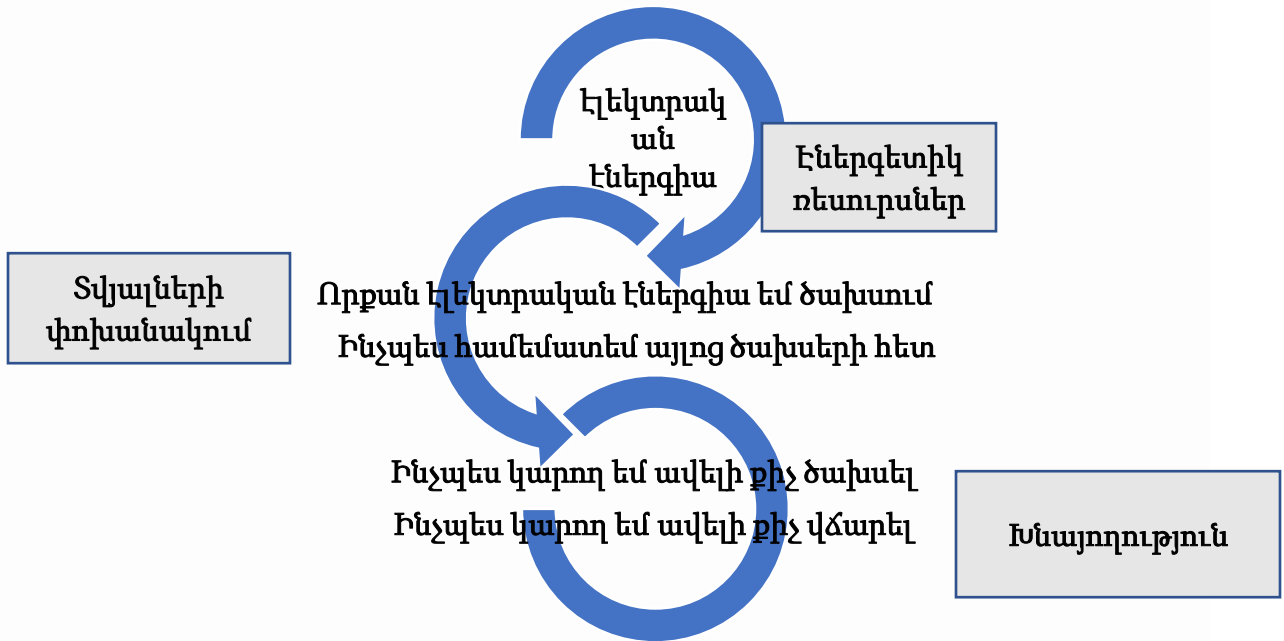 Էլեկտրակ
ան
էներգիա
Էներգետիկ
ռեսուրսներ
Տվյալների
փոխանակում
Որքան էլեկտրական էներգիա եմ ծախսում
Ինչպես համեմատեմ այլոց ծախսերի հետ
Ինչպես կարող եմ ավելի քիչ ծախսել
Ինչպես կարող եմ ավելի քիչ վճարել
Խնայողություն